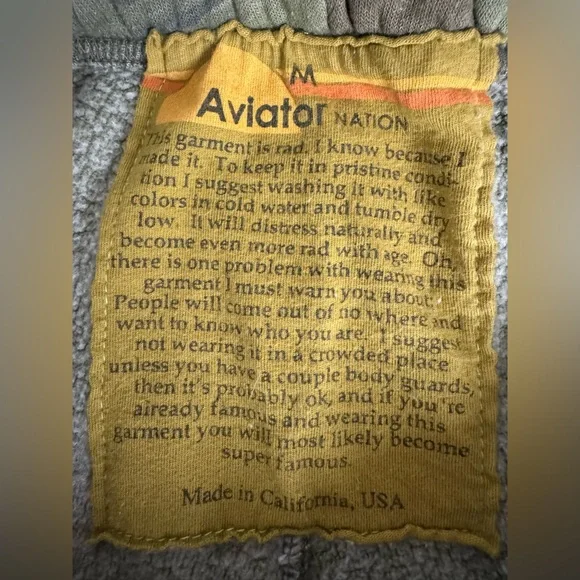 M
Aviator NATION
This garment is rad. I know because I
made it. To keep it in pristine condi-
tion I suggest washing it with like
colors in cold water and tumble dry
low. It will distress naturally and
become even more rad with age. Oh,
there is one problem with wearing this
garment I must warn you about.
People will come out of no where and
want to know who you are. I suggest
not wearing it in a crowded place
unless you have a couple body guards,
then it's probably ok, and if you're
already famous and wearing this
garment you will most likely become
super famous.
Made in California, USA